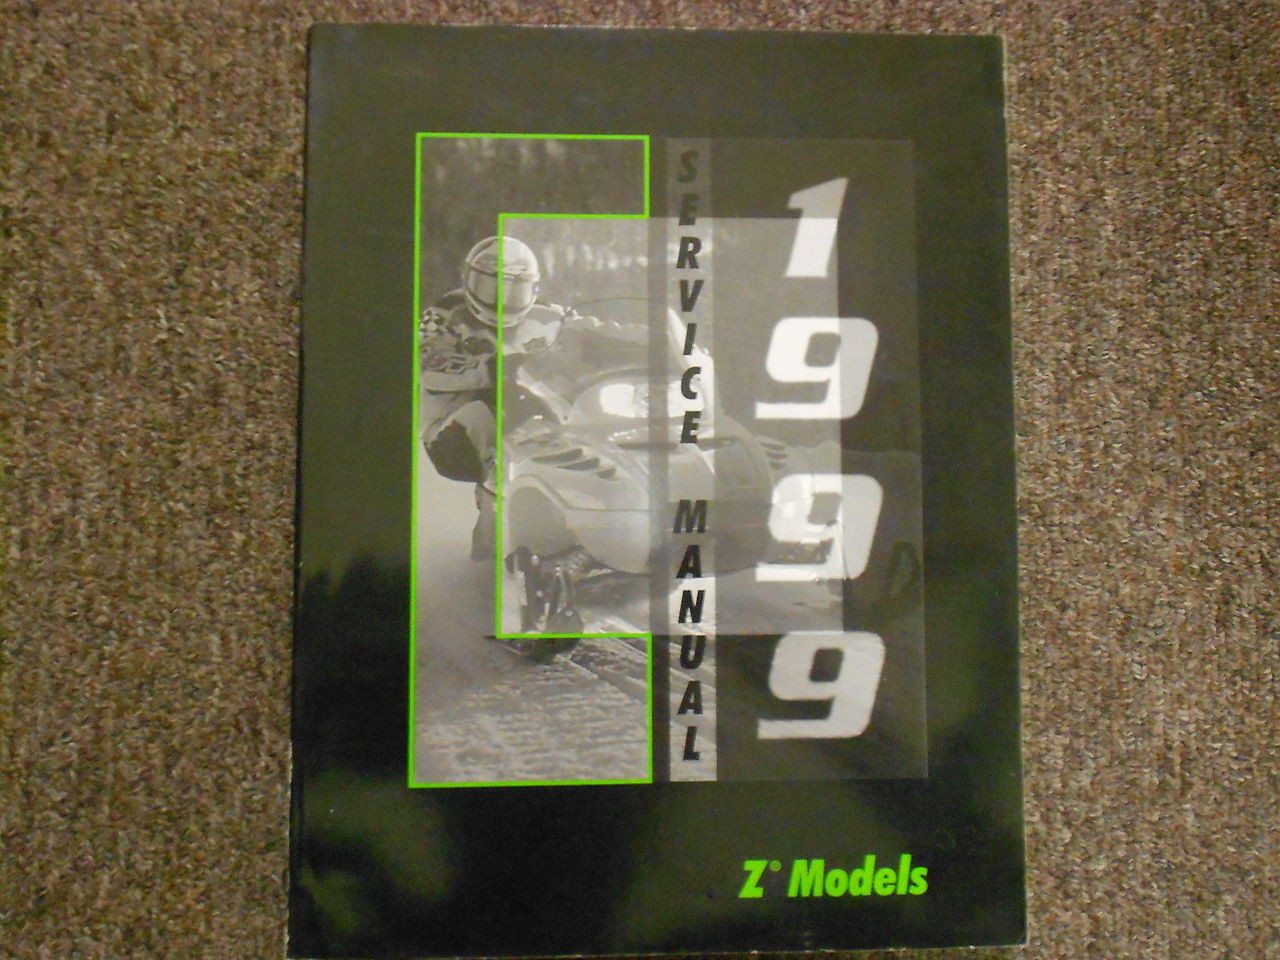 SERVICE MANUAL
1999
Z® Models